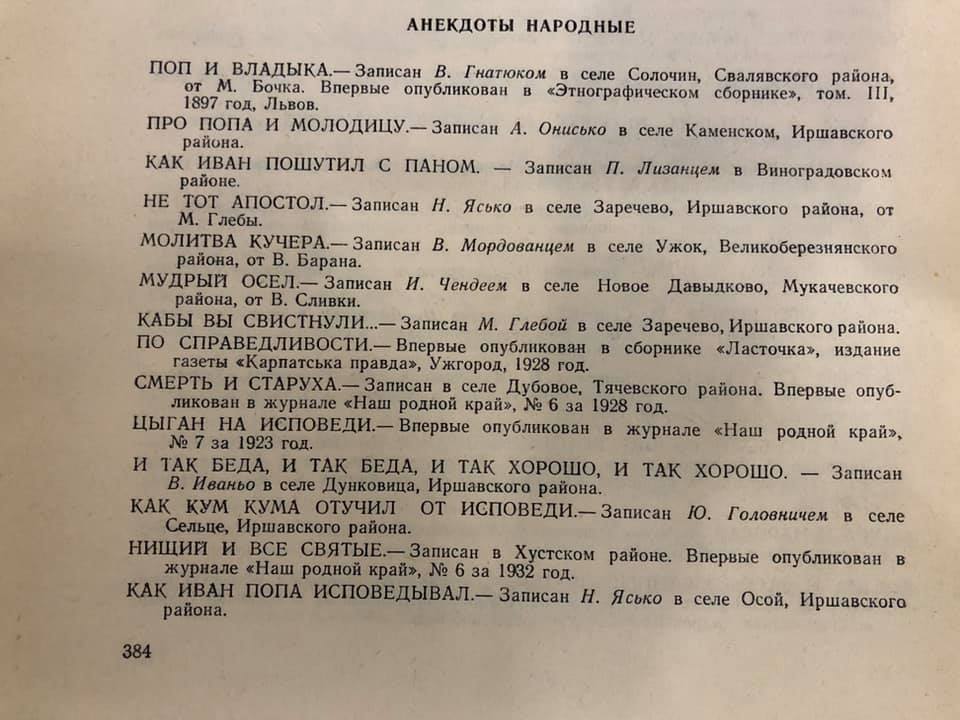 АНЕКДОТЫ НАРОДНЫЕ
ПОП И ВЛАДЫКА.— Записан В. Гнатюком в селе Солочин, Свалявского района,
от М. Бочка. Впервые опубликован в «Этнографическом сборнике», том. III,
1897 год, Львов.
ПРО ПОПА И МОЛОДИЦУ.— Записан А. Онисько в селе Каменском, Иршавского
района.
КАК ИВАН ПОШУТИЛ С ПАНОМ. — Записан П. Лизанцем в Виноградовском
районе.
НЕ ТОТ АПОСТОЛ.— Записан Н. Ясько в селе Заречево, Иршавского района, от
М. Глебы.
МОЛИТВА КУЧЕРА.— Записан В. Мордованцем в селе Ужок, Великоберезнянского
района, от В. Барана.
МУДРЫЙ ОСЕЛ.— Записан И. Чендеем в селе Новое Давыдково, Мукачевского
района, от В. Сливки.
КАБЫ ВЫ СВИСТНУЛИ...— Записан М. Глебой в селе Заречево, Иршавского района.
ПО СПРАВЕДЛИВОСТИ.— Впервые опубликован в сборнике «Ласточка», издание
газеты «Карпатська правда», Ужгород, 1928 год.
СМЕРТЬ И СТАРУХА.— Записан в селе Дубовое, Тячевского района. Впервые опуб-
ликован в журнале «Наш родной край», № 6 за 1928 год.
ЦЫГАН НА ИСПОВЕДИ.— Впервые опубликован в журнале «Наш родной край»,
№ 7 за 1923 год.
И ТАК БЕДА, И ТАК БЕДА, И ТАК ХОРОШО, И ТАК ХОРОШО. — Записан
В. Иваньо в селе Дунковица, Иршавского района.
КАК КУМ КУМА ОТУЧИЛ ОТ ИСПОВЕДИ.— Записан Ю. Головничем в селе
Сельце, Иршавского района.
НИЩИЙ И ВСЕ СВЯТЫЕ.— Записан в Хустском районе. Впервые опубликован в
журнале «Наш родной край», № 6 за 1932 год.
КАК ИВАН ПОПА ИСПОВЕДЫВАЛ.— Записан Н. Ясько в селе Осой, Иршавского
района.
384